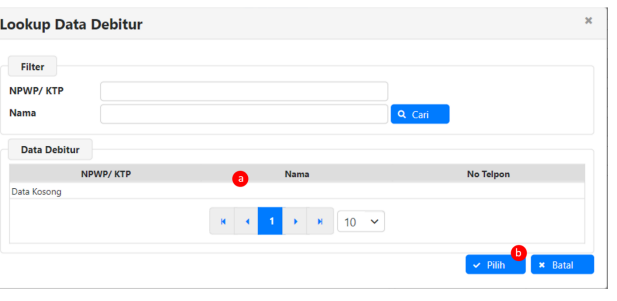 Lookup Data Debitur
Filter
NPWP/ KTP
Nama
Cari
Data Debitur
NPWP/ KTP a Nama No Telpon
Data Kosong
1 10
b
Pilih Batal